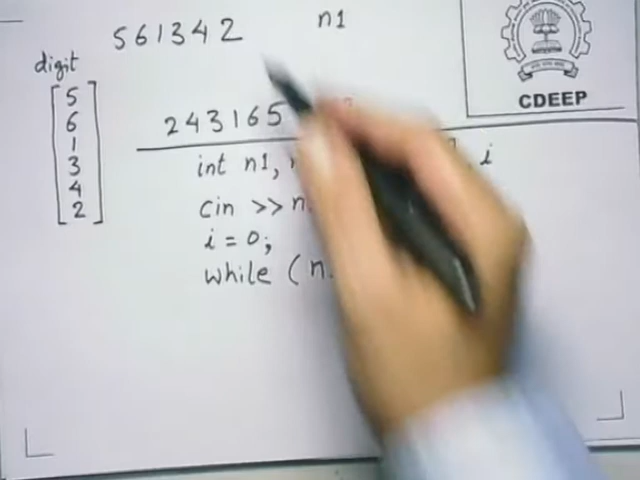 561342 n1
digit
5
6
1
3
4
2
CDEEP
243165
int n1, i
cin >>
i = 0;
while (